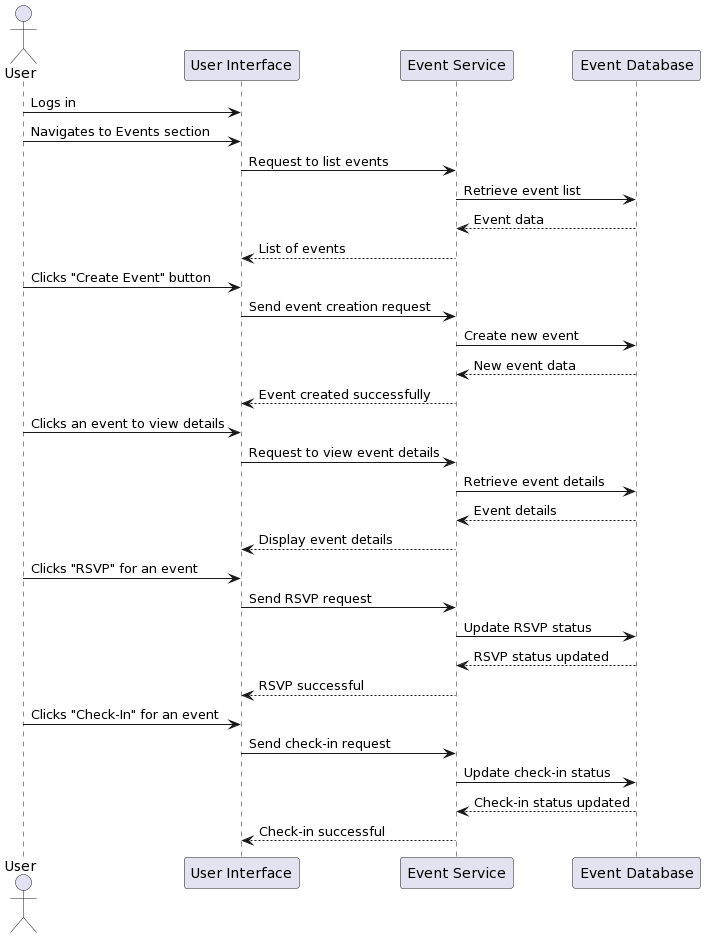 User
User Interface
Event Service
Event Database
Logs in
Navigates to Events section
Request to list events
Retrieve event list
Event data
List of events
Clicks "Create Event" button
Send event creation request
Create new event
New event data
Event created successfully
Clicks an event to view details
Request to view event details
Retrieve event details
Event details
Display event details
Clicks "RSVP" for an event
Send RSVP request
Update RSVP status
RSVP status updated
RSVP successful
Clicks "Check-In" for an event
Send check-in request
Update check-in status
Check-in status updated
Check-in successful
User
User Interface
Event Service
Event Database